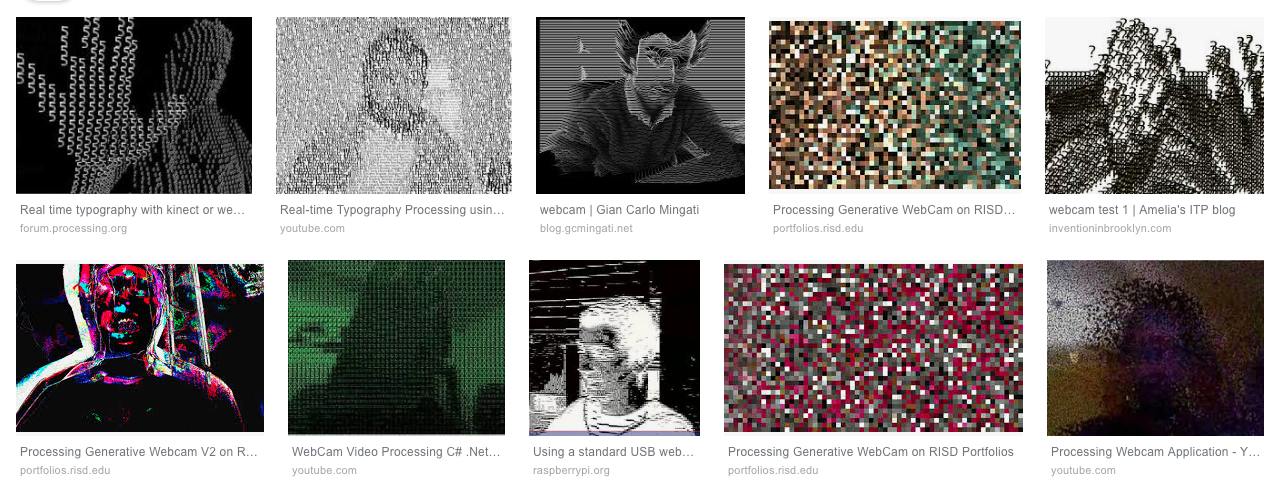 Real time typography with kinect or we...
forum.processing.org
Real-time Typography Processing usin...
youtube.com
webcam | Gian Carlo Mingati
blog.gcmingati.net
Processing Generative WebCam on RISD...
portfolios.risd.edu
webcam test 1 | Amelia's ITP blog
inventioninbrooklyn.com
Processing Generative Webcam V2 on R...
portfolios.risd.edu
WebCam Video Processing C# .Net...
youtube.com
Using a standard USB web...
raspberrypi.org
Processing Generative WebCam on RISD Portfolios
portfolios.risd.edu
Processing Webcam Application - Y...
youtube.com